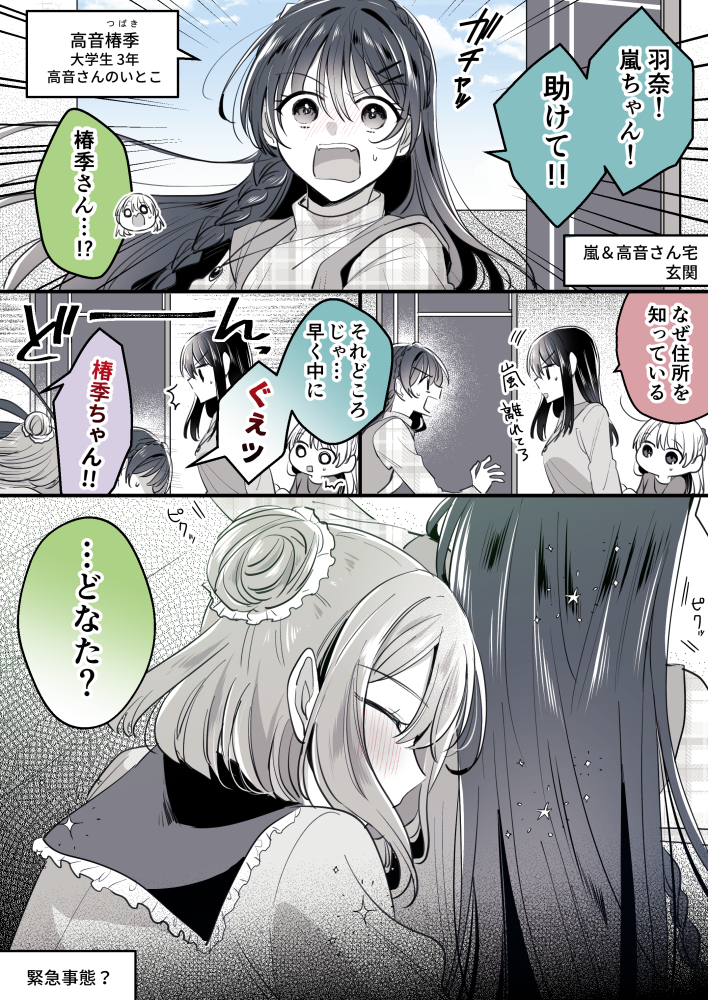 羽奈！
嵐ちゃん！
助けて！！
ガチャッ
つばき
高音椿季
大学生3年
高音さんのいとこ
椿季さん…!?
嵐＆高音さん宅
玄関
なぜ住所を
知っている
嵐
離れてろ
それどころ
じゃ…
早く中に
ぐえッ
どーーんっ
椿季ちゃん!!
ピクッ
ピクッ
…どなた？
緊急事態？